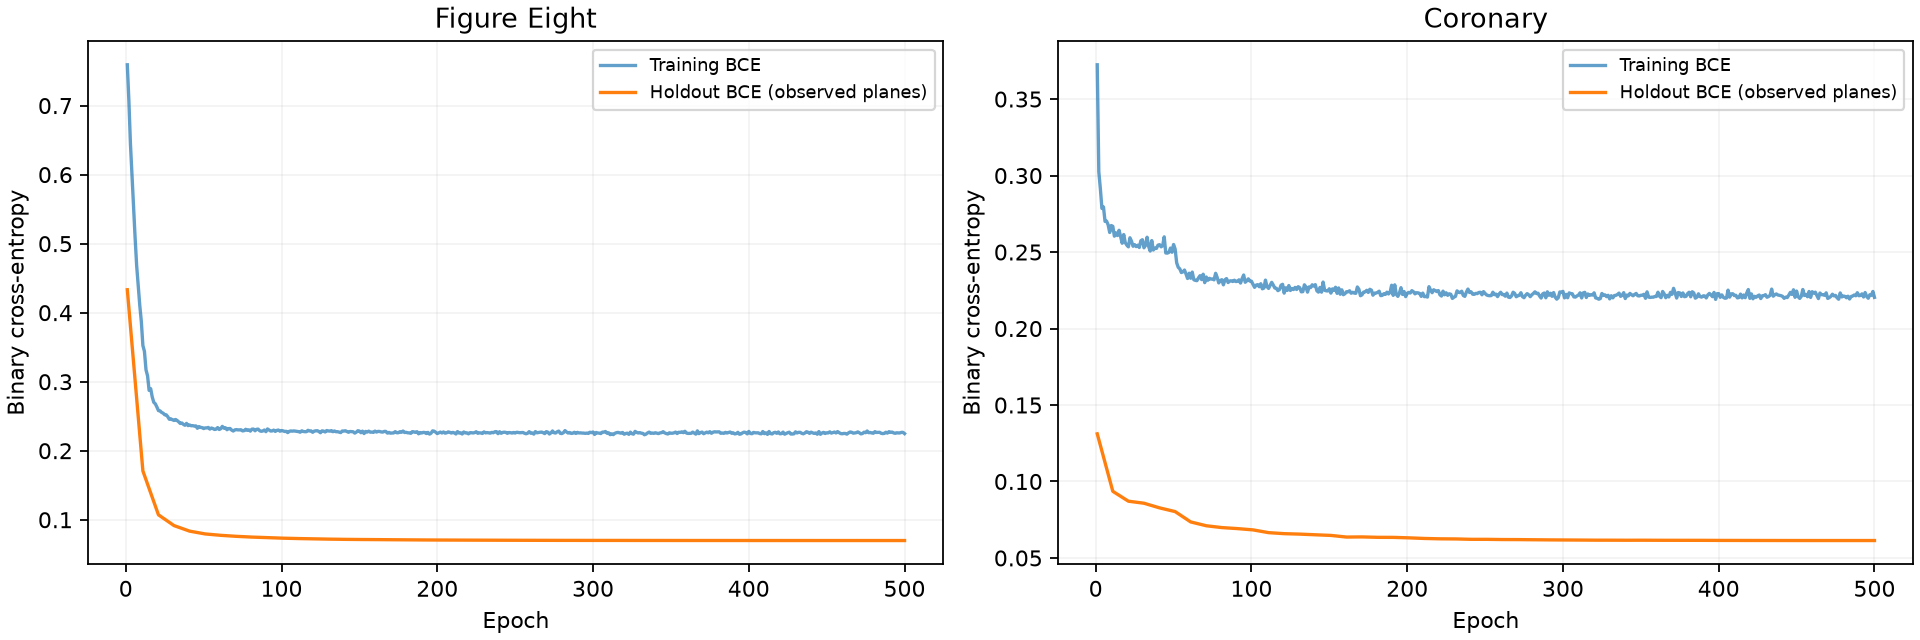 Figure Eight
Training BCE
Holdout BCE (observed planes)
0.7
0.6
0.5
0.4
0.3
0.2
0.1
Binary cross-entropy
0
100
200
300
400
500
Epoch
Coronary
Training BCE
Holdout BCE (observed planes)
0.35
0.30
0.25
0.20
0.15
0.10
0.05
Binary cross-entropy
0
100
200
300
400
500
Epoch